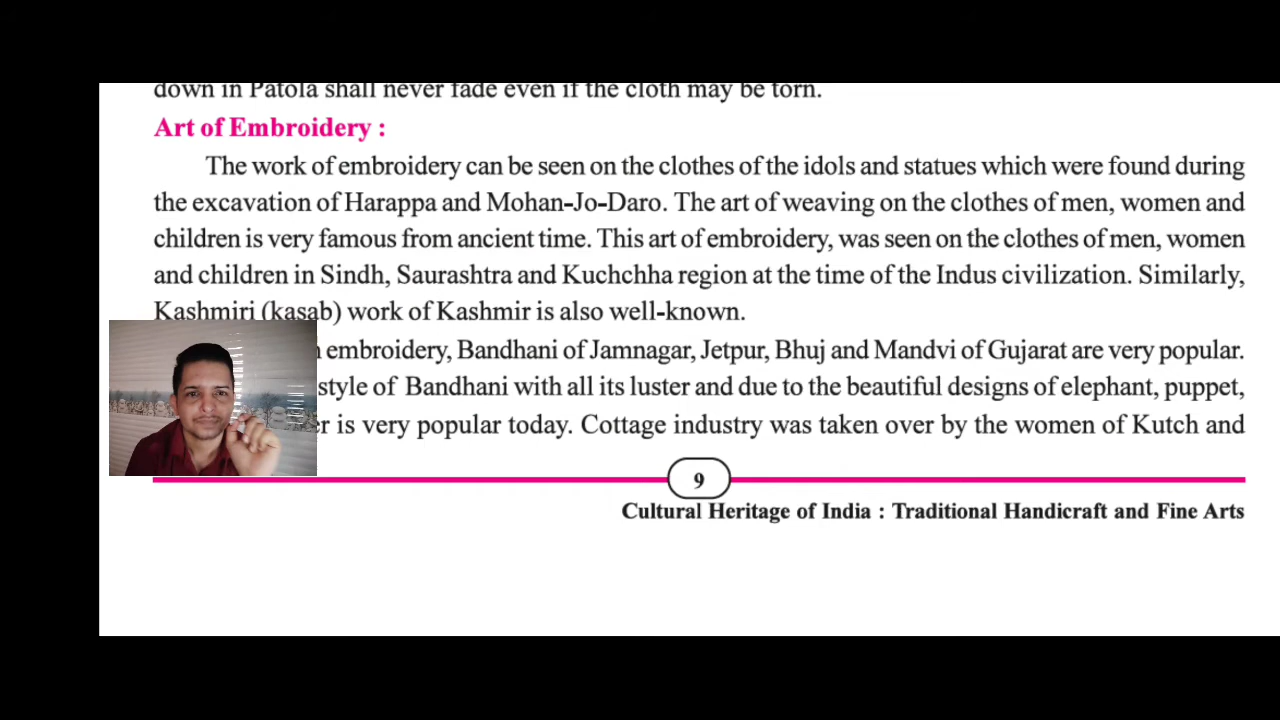 down in Patola shall never fade even if the cloth may be torn.
Art of Embroidery :
The work of embroidery can be seen on the clothes of the idols and statues which were found during
the excavation of Harappa and Mohan-Jo-Daro. The art of weaving on the clothes of men, women and
children is very famous from ancient time. This art of embroidery, was seen on the clothes of men, women
and children in Sindh, Saurashtra and Kuchchha region at the time of the Indus civilization. Similarly,
Kashmiri (kasab) work of Kashmir is also well-known.
embroidery, Bandhani of Jamnagar, Jetpur, Bhuj and Mandvi of Gujarat are very popular.
style of Bandhani with all its luster and due to the beautiful designs of elephant, puppet,
is very popular today. Cottage industry was taken over by the women of Kutch and
9
Cultural Heritage of India : Traditional Handicraft and Fine Arts